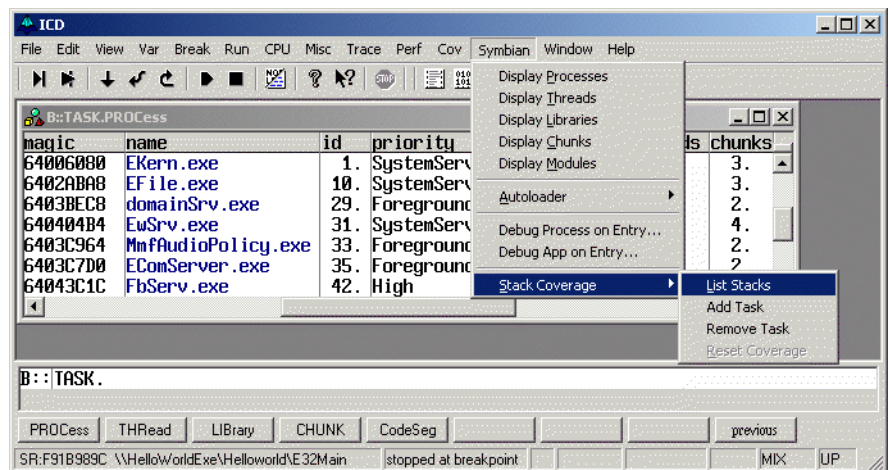 ICD
File Edit View Var Break Run CPU Misc Trace Perf Cov Symbian Window Help
STOP
Display Processes
Display Threads
Display Libraries
Display Chunks
Display Modules
Autoloader
Debug Process on Entry...
Debug App on Entry...
Stack Coverage
List Stacks
Add Task
Remove Task
Reset Coverage
B::TASK.PROCess
magic name id priority ds chunks
64006080 EKern.exe 1. SystemServ 3.
6402ABA8 EFile.exe 10. SystemServ 3.
6403BEC8 domainSrv.exe 29. Foreground 2.
640404B4 EwSrv.exe 31. SystemServ 4.
6403C964 MmfAudioPolicy.exe 33. Foreground 2.
6403C7D0 EComServer.exe 35. Foreground 2
64043C1C FbServ.exe 42. High
B::TASK.
PROCess THRead LIBrary CHUNK CodeSeg previous
SR:F91B989C \\HelloWorldExe\Helloworld\E32Main stopped at breakpoint MIX UP